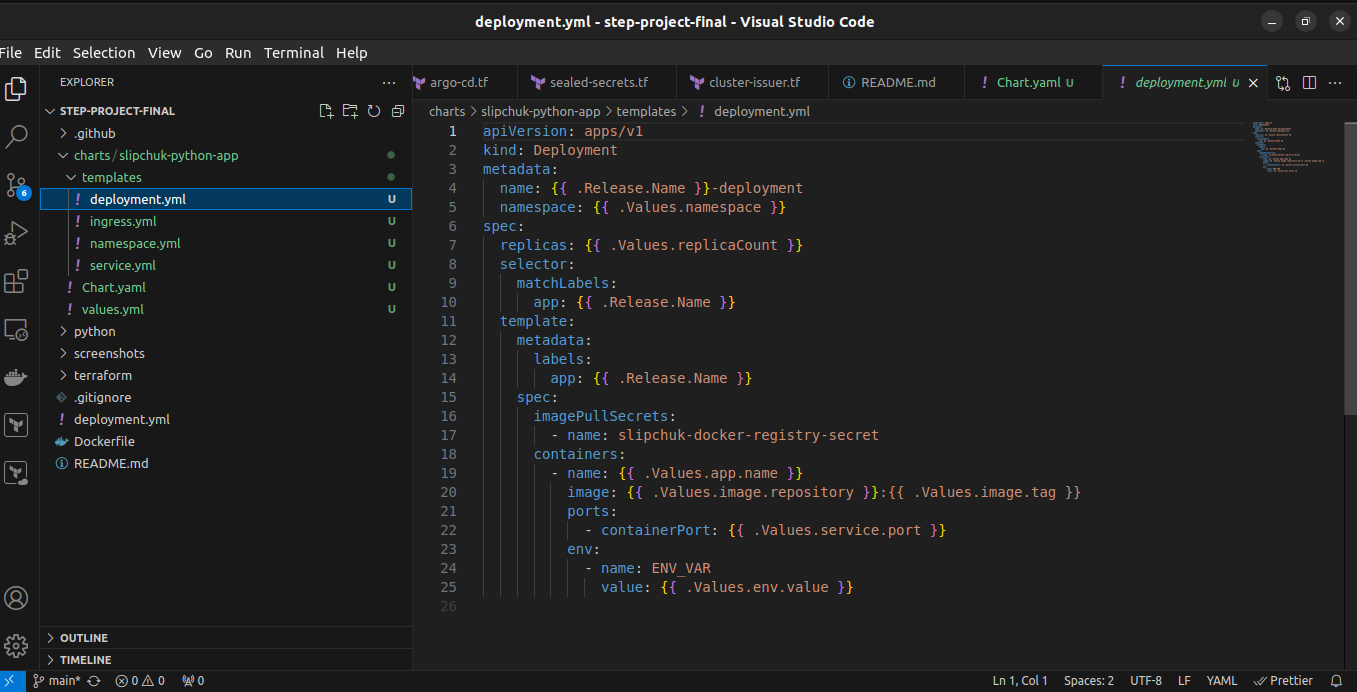 deployment.yml - step-project-final - Visual Studio Code
File Edit Selection View Go Run Terminal Help
EXPLORER
argo-cd.tf
sealed-secrets.tf
cluster-issuer.tf
README.md
! Chart.yaml U
! deployment.yml U
STEP-PROJECT-FINAL
charts > slipchuk-python-app > templates > ! deployment.yml
.github
charts / slipchuk-python-app
templates
! deployment.yml U
! ingress.yml U
! namespace.yml U
! service.yml U
! Chart.yaml U
! values.yml U
python
screenshots
terraform
.gitignore
! deployment.yml
Dockerfile
README.md
OUTLINE
TIMELINE
6
1 apiVersion: apps/v1
2 kind: Deployment
3 metadata:
4   name: {{ .Release.Name }}-deployment
5   namespace: {{ .Values.namespace }}
6 spec:
7   replicas: {{ .Values.replicaCount }}
8   selector:
9     matchLabels:
10       app: {{ .Release.Name }}
11   template:
12     metadata:
13       labels:
14         app: {{ .Release.Name }}
15     spec:
16       imagePullSecrets:
17         - name: slipchuk-docker-registry-secret
18       containers:
19         - name: {{ .Values.app.name }}
20           image: {{ .Values.image.repository }}:{{ .Values.image.tag }}
21           ports:
22             - containerPort: {{ .Values.service.port }}
23           env:
24             - name: ENV_VAR
25               value: {{ .Values.env.value }}
26
main* 0 0 0 Ln 1, Col 1 Spaces: 2 UTF-8 LF YAML Prettier